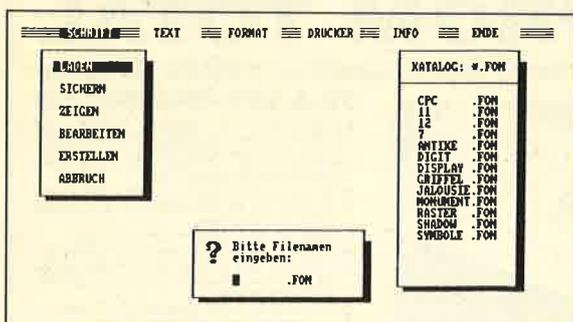 SCHRIFT TEXT FORMAT DRUCKER INFO ENDE
LADEN
SICHERN
ZEIGEN
BEARBEITEN
ERSTELLEN
ABBRUCH
KATALOG: *.FON
CPC .FON
11 .FON
12 .FON
7 .FON
ANTIKE .FON
DIGIT .FON
DISPLAY .FON
GRIFFEL .FON
JALOUSIE.FON
MONUMENT.FON
RASTER .FON
SHADOW .FON
SYMBOLE .FON
? Bitte Filenamen
eingeben:
.FON